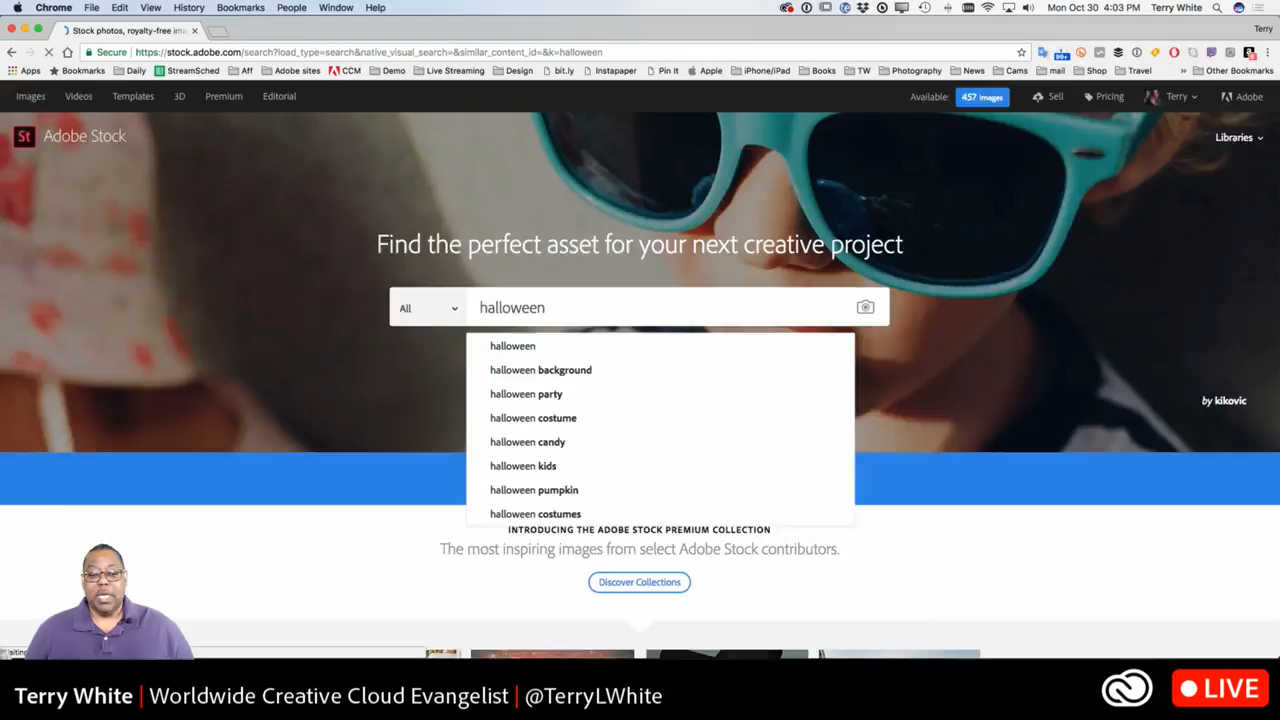 Chrome File Edit View History Bookmarks People Window Help Mon Oct 30 4:03 PM Terry White
Stock photos, royalty-free ima Terry
Secure https://stock.adobe.com/search?load_type=search&native_visual_search=&similar_content_id=&k=halloween
Apps Bookmarks Daily StreamSched Aff Adobe sites CCM Demo Live Streaming Design bit.ly Instapaper Pin It Apple iPhone/iPad Books TW Photography News Cams mail Shop Travel Other Bookmarks
Images Videos Templates 3D Premium Editorial Available: 457 images Sell Pricing Terry Adobe
St Adobe Stock Libraries
Find the perfect asset for your next creative project
All halloween
halloween
halloween background
halloween party
by kikovic
halloween costume
halloween candy
halloween kids
halloween pumpkin
halloween costumes
INTRODUCING THE ADOBE STOCK PREMIUM COLLECTION
The most inspiring images from select Adobe Stock contributors.
Discover Collections
Terry White | Worldwide Creative Cloud Evangelist | @TerryLWhite LIVE